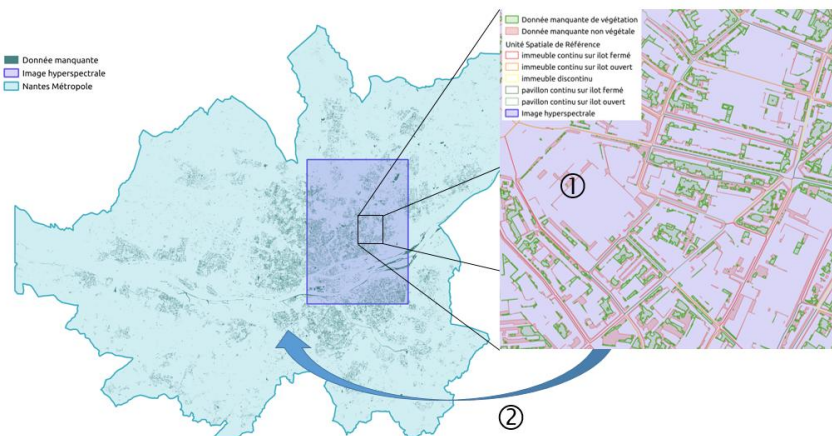 Donnée manquante
Image hyperspectrale
Nantes Métropole
Donnée manquante de végétation
Donnée manquante non végétale
Unité Spatiale de Référence
immeuble continu sur ilot fermé
immeuble continu sur ilot ouvert
immeuble discontinu
pavillon continu sur ilot fermé
pavillon continu sur ilot ouvert
Image hyperspectrale
①
②